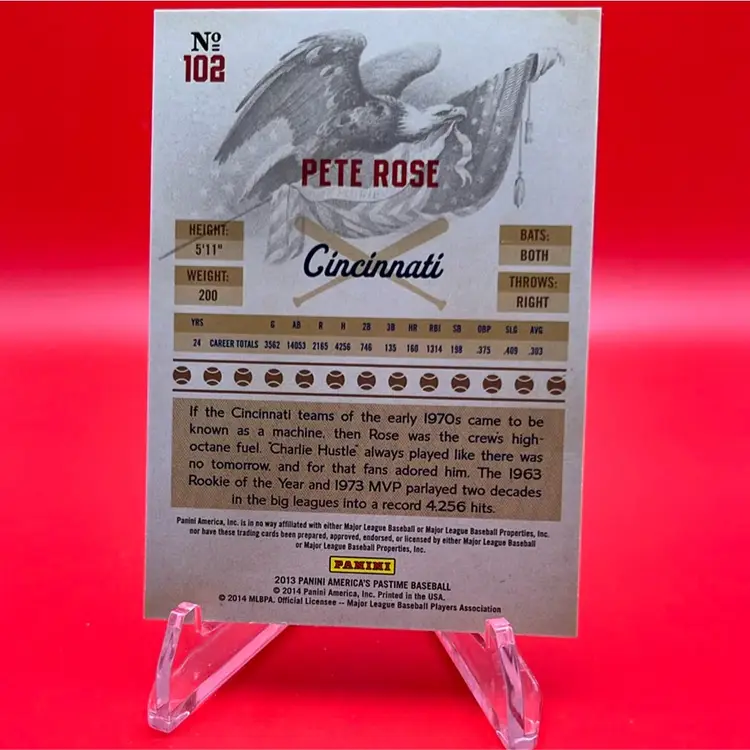 Nº
102
PETE ROSE
HEIGHT:
5'11"
WEIGHT:
200
Cincinnati
BATS:
BOTH
THROWS:
RIGHT
YRS G AB R H 2B 3B HR RBI SB OBP SLG AVG
24 CAREER TOTALS 3562 14053 2165 4256 746 135 160 1314 198 .375 .409 .303
If the Cincinnati teams of the early 1970s came to be
known as a machine, then Rose was the crew's high-
octane fuel. "Charlie Hustle" always played like there was
no tomorrow, and for that fans adored him. The 1963
Rookie of the Year and 1973 MVP parlayed two decades
in the big leagues into a record 4,256 hits.
Panini America, Inc. is in no way affiliated with either Major League Baseball or Major League Baseball Properties, Inc.
nor have these trading cards been prepared, approved, endorsed, or licensed by either Major League Baseball
or Major League Baseball Properties, Inc.
PANINI
2013 PANINI AMERICA'S PASTIME BASEBALL
© 2014 Panini America, Inc. Printed in the USA.
© 2014 MLBPA. Official Licensee -- Major League Baseball Players Association